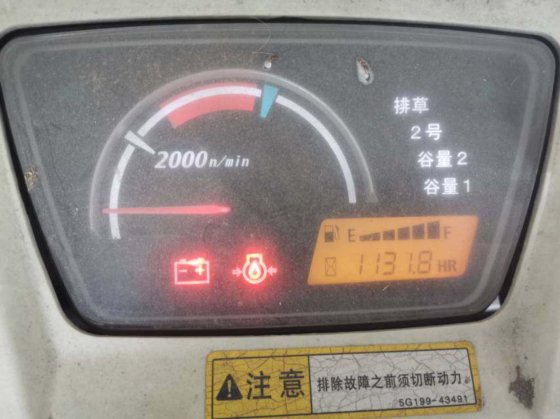 排草
2号
2000n/min
谷量2
谷量1
E F
1131.8 HR
注意
排除故障之前须切断动力
5G199-43491